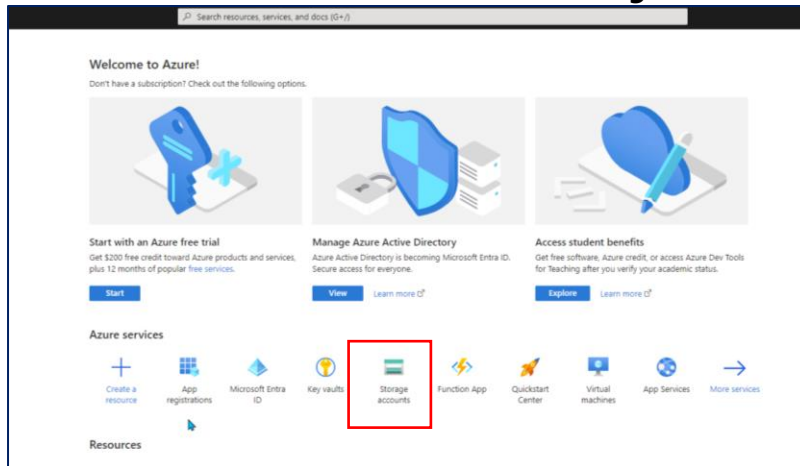 Search resources, services, and docs (G+/)
Welcome to Azure!
Don't have a subscription? Check out the following options.
Start with an Azure free trial
Get $200 free credit toward Azure products and services,
plus 12 months of popular free services.
Start
Manage Azure Active Directory
Azure Active Directory is becoming Microsoft Entra ID.
Secure access for everyone.
View Learn more
Access student benefits
Get free software, Azure credit, or access Azure Dev Tools
for Teaching after you verify your academic status.
Explore Learn more
Azure services
Create a
resource
App
registrations
Microsoft Entra
ID
Key vaults
Storage
accounts
Function App
Quickstart
Center
Virtual
machines
App Services
More services
Resources